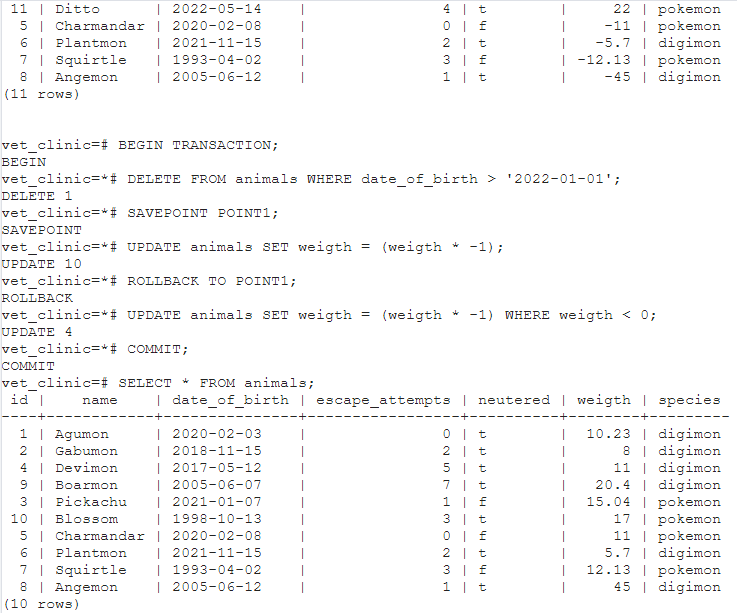 11 | Ditto      | 2022-05-14    |               4 | t        |     22 | pokemon
  5 | Charmandar | 2020-02-08    |               0 | f        |    -11 | pokemon
  6 | Plantmon   | 2021-11-15    |               2 | t        |   -5.7 | digimon
  7 | Squirtle   | 1993-04-02    |               3 | f        | -12.13 | pokemon
  8 | Angemon    | 2005-06-12    |               1 | t        |    -45 | digimon
(11 rows)
vet_clinic=# BEGIN TRANSACTION;
BEGIN
vet_clinic=*# DELETE FROM animals WHERE date_of_birth > '2022-01-01';
DELETE 1
vet_clinic=*# SAVEPOINT POINT1;
SAVEPOINT
vet_clinic=*# UPDATE animals SET weigth = (weigth * -1);
UPDATE 10
vet_clinic=*# ROLLBACK TO POINT1;
ROLLBACK
vet_clinic=*# UPDATE animals SET weigth = (weigth * -1) WHERE weigth < 0;
UPDATE 4
vet_clinic=*# COMMIT;
COMMIT
vet_clinic=# SELECT * FROM animals;
 id |    name    | date_of_birth | escape_attempts | neutered | weigth | species
----+------------+---------------+-----------------+----------+--------+---------
  1 | Agumon     | 2020-02-03    |               0 | t        |  10.23 | digimon
  2 | Gabumon    | 2018-11-15    |               2 | t        |      8 | digimon
  4 | Devimon    | 2017-05-12    |               5 | t        |     11 | digimon
  9 | Boarmon    | 2005-06-07    |               7 | t        |   20.4 | digimon
  3 | Pickachu   | 2021-01-07    |               1 | f        |  15.04 | pokemon
 10 | Blossom    | 1998-10-13    |               3 | t        |     17 | pokemon
  5 | Charmandar | 2020-02-08    |               0 | f        |     11 | pokemon
  6 | Plantmon   | 2021-11-15    |               2 | t        |    5.7 | digimon
  7 | Squirtle   | 1993-04-02    |               3 | f        |  12.13 | pokemon
  8 | Angemon    | 2005-06-12    |               1 | t        |     45 | digimon
(10 rows)